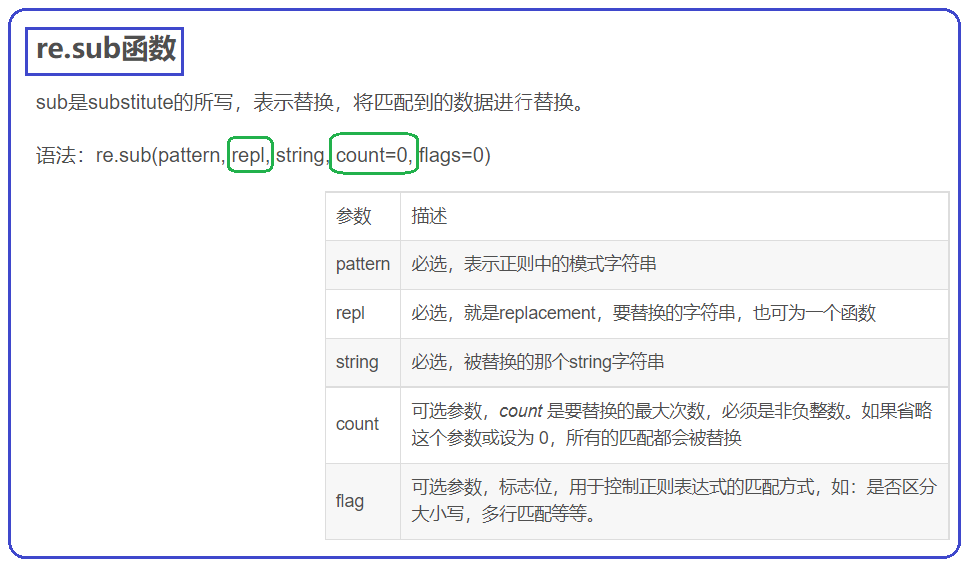 re.sub函数
sub是substitute的所写，表示替换，将匹配到的数据进行替换。
语法：re.sub(pattern, repl, string, count=0, flags=0)
参数 描述
pattern 必选，表示正则中的模式字符串
repl 必选，就是replacement，要替换的字符串，也可为一个函数
string 必选，被替换的那个string字符串
count 可选参数，count 是要替换的最大次数，必须是非负整数。如果省略
这个参数或设为 0，所有的匹配都会被替换
flag 可选参数，标志位，用于控制正则表达式的匹配方式，如：是否区分
大小写，多行匹配等等。